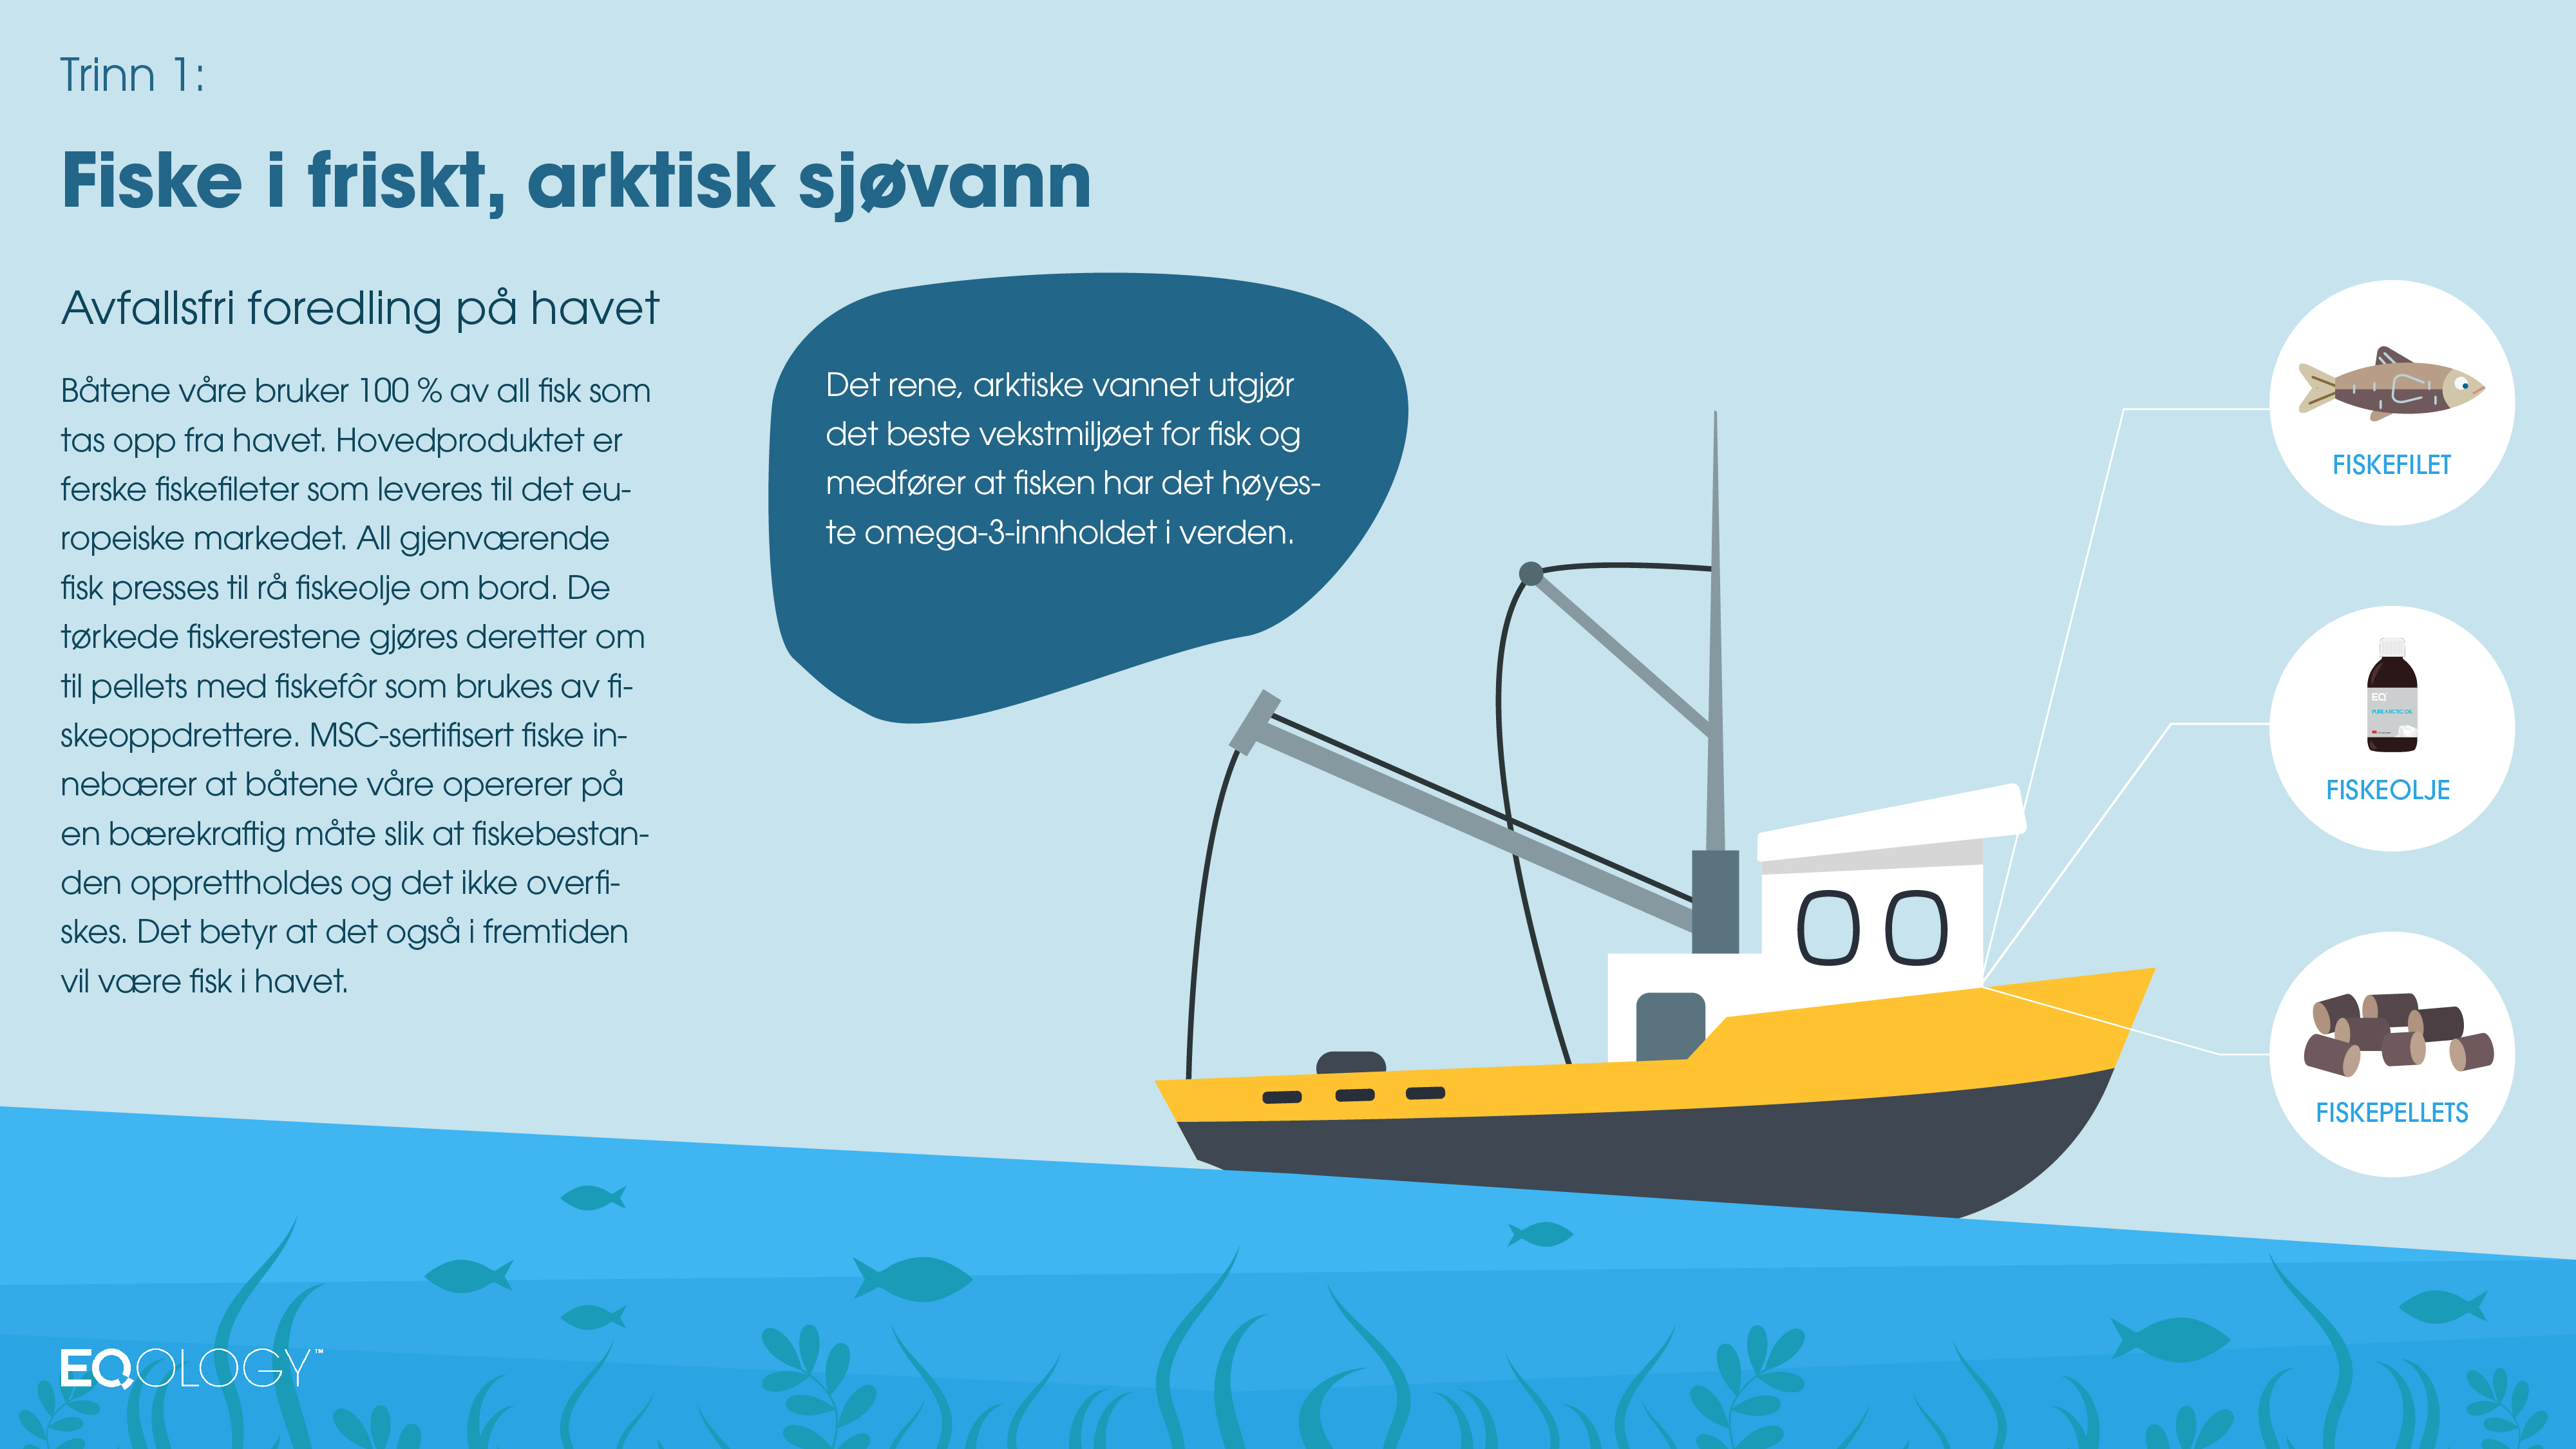 Trinn 1:
Fiske i friskt, arktisk sjøvann
Avfallsfri foredling på havet
Båtene våre bruker 100 % av all fisk som
tas opp fra havet. Hovedproduktet er
ferske fiskefileter som leveres til det eu-
ropeiske markedet. All gjenværende
fisk presses til rå fiskeolje om bord. De
tørkede fiskerestene gjøres deretter om
til pellets med fiskefôr som brukes av fi-
skeoppdrettere. MSC-sertifisert fiske in-
nebærer at båtene våre opererer på
en bærekraftig måte slik at fiskebestan-
den opprettholdes og det ikke overfi-
skes. Det betyr at det også i fremtiden
vil være fisk i havet.
Det rene, arktiske vannet utgjør
det beste vekstmiljøet for fisk og
medfører at fisken har det høyes-
te omega-3-innholdet i verden.
FISKEFILET
EQ
PURE ARCTIC OIL
FISKEOLJE
FISKEPELLETS
EQOLOGY™